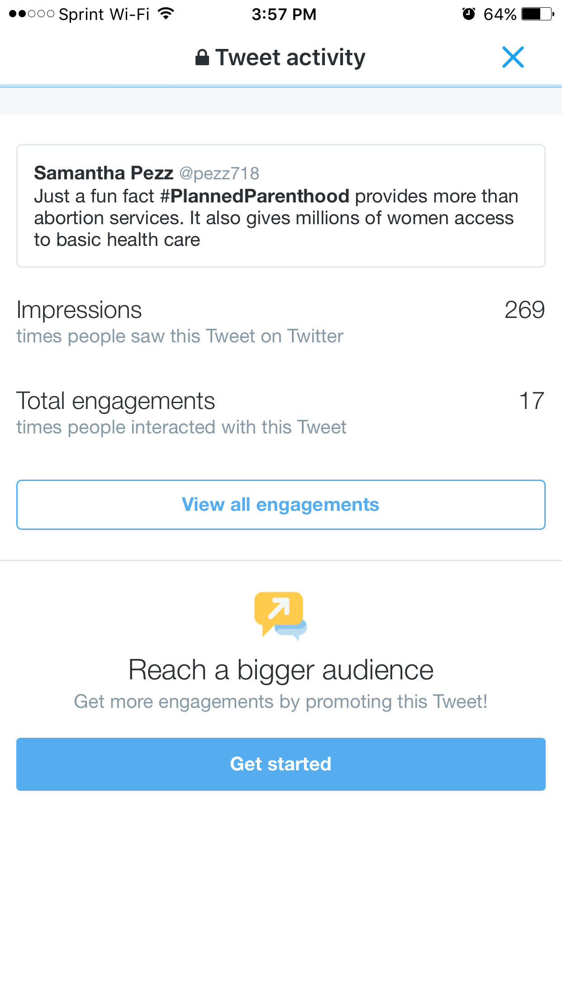 Sprint Wi-Fi 3:57 PM 64%
Tweet activity
Samantha Pezz @pezz718
Just a fun fact #PlannedParenthood provides more than
abortion services. It also gives millions of women access
to basic health care
Impressions 269
times people saw this Tweet on Twitter
Total engagements 17
times people interacted with this Tweet
View all engagements
Reach a bigger audience
Get more engagements by promoting this Tweet!
Get started